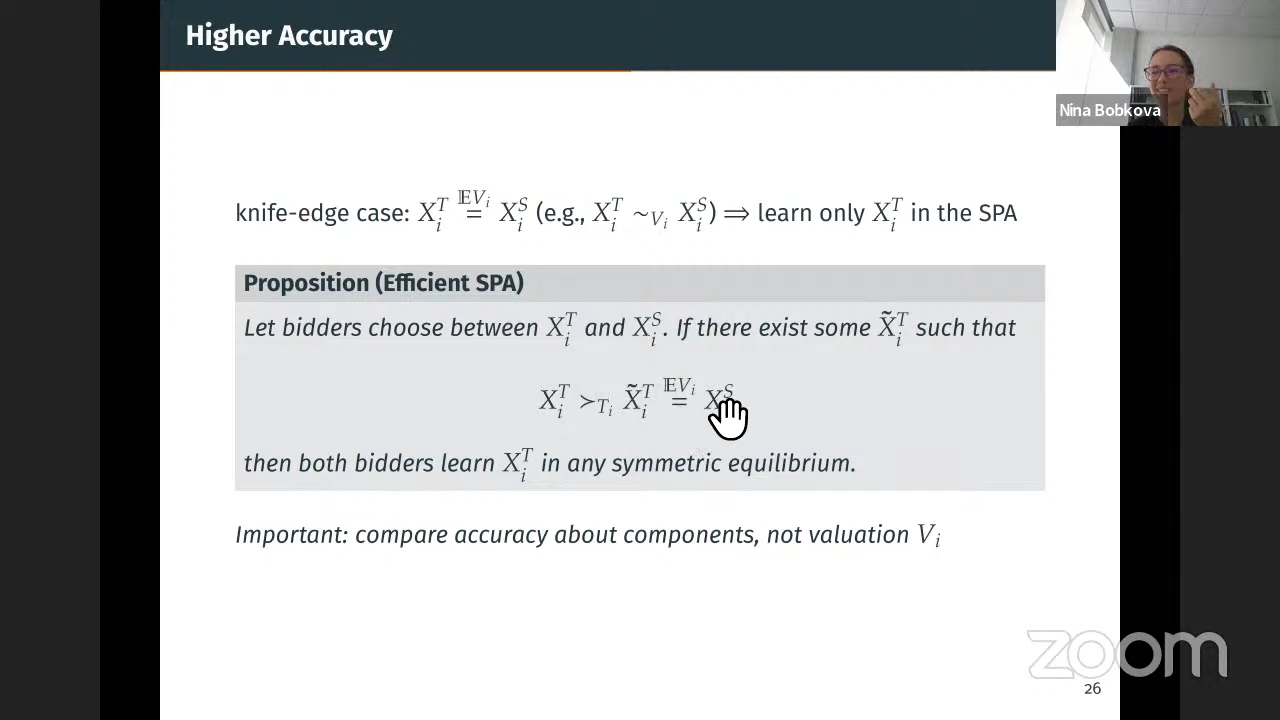 Higher Accuracy
Nina Bobkova
knife-edge case: X_i^T \overset{𝔼V_i}{=} X_i^S (e.g., X_i^T ∼_{V_i} X_i^S) ⇒ learn only X_i^T in the SPA
Proposition (Efficient SPA)
Let bidders choose between X_i^T and X_i^S. If there exist some X̃_i^T such that
X_i^T ≻_{T_i} X̃_i^T \overset{𝔼V_i}{=} X_i^S
then both bidders learn X_i^T in any symmetric equilibrium.
Important: compare accuracy about components, not valuation V_i
zoom
26